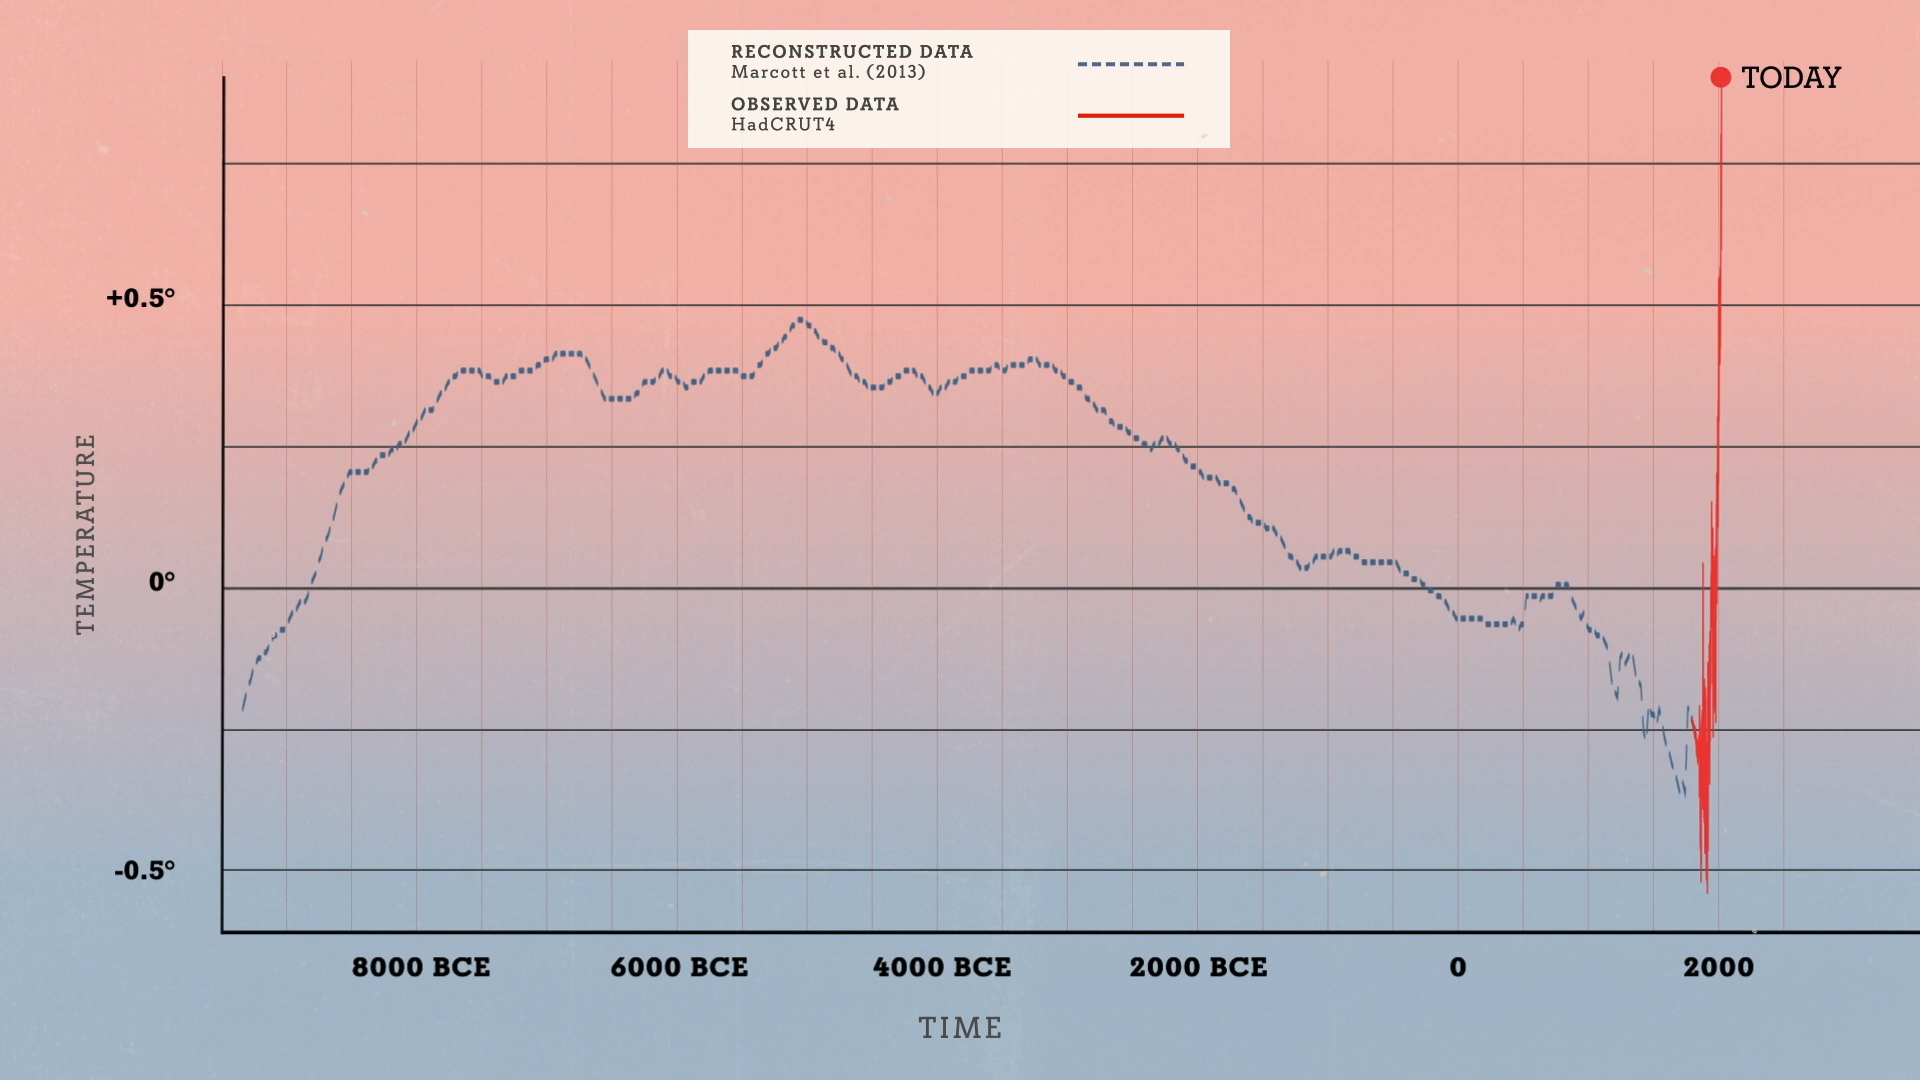 RECONSTRUCTED DATA
Marcott et al. (2013)
OBSERVED DATA
HadCRUT4
TODAY
+0.5°
0°
-0.5°
TEMPERATURE
8000 BCE 6000 BCE 4000 BCE 2000 BCE 0 2000
TIME